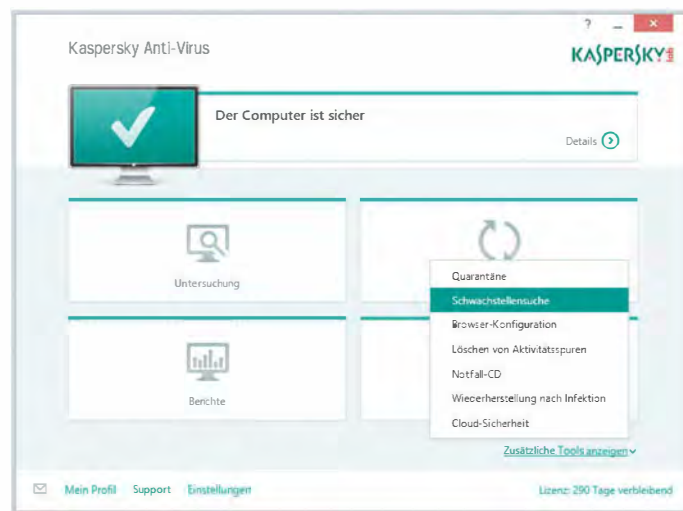 ?
Kaspersky Anti-Virus
KASPERSKY lab
Der Computer ist sicher
Details
Untersuchung
Quarantäne
Schwachstellensuche
Browser-Konfiguration
Löschen von Aktivitätsspuren
Notfall-CD
Wiederherstellung nach Infektion
Cloud-Sicherheit
Berichte
Zusätzliche Tools anzeigen
Mein Profil Support Einstellungen Lizenz: 290 Tage verbleibend